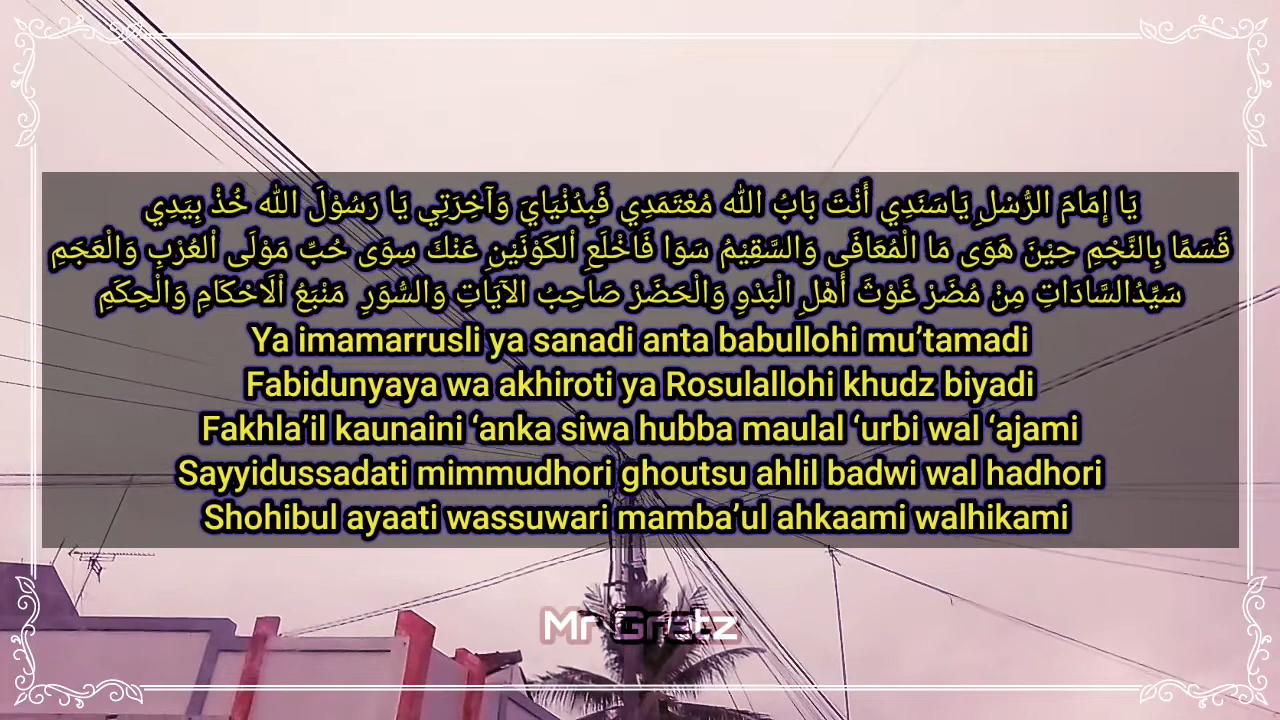 يَا إِمَامَ الرُّسْلِ يَاسَنَدِي أَنْتَ بَابُ اللّٰه مُعْتَمَدِي فَبِدُنْيَايَ وَآخِرَتِي يَا رَسُوْلَ اللّٰه خُذْ بِيَدِي
قَسَمًا بِالنَّجْمِ حِيْنَ هَوَى مَا الْمُعَافَى وَالسَّقِيْمُ سَوَا فَاخْلَعِ اْلكَوْنَيْنِ عَنْكَ سِوَى حُبِّ مَوْلَى اْلعُرْبِ وَالْعَجَمِ
سَيِّدُالسَّادَاتِ مِنْ مُضَرْ غَوْثَ أَهْلِ الْبَدْوِ وَالْحَضَرْ صَاحِبُ الآيَاتِ وَالسُّوَرِ مَنْبَعُ اْلَاحْكَامِ وَالْحِكَمِ
Ya imamarrusli ya sanadi anta babullohi mu’tamadi
Fabidunyaya wa akhiroti ya Rosulallohi khudz biyadi
Fakhla’il kaunaini ‘anka siwa hubba maulal ‘urbi wal ‘ajami
Sayyidussadati mimmudhori ghoutsu ahlil badwi wal hadhori
Shohibul ayaati wassuwari mamba’ul ahkaami walhikami
Mr Gretz